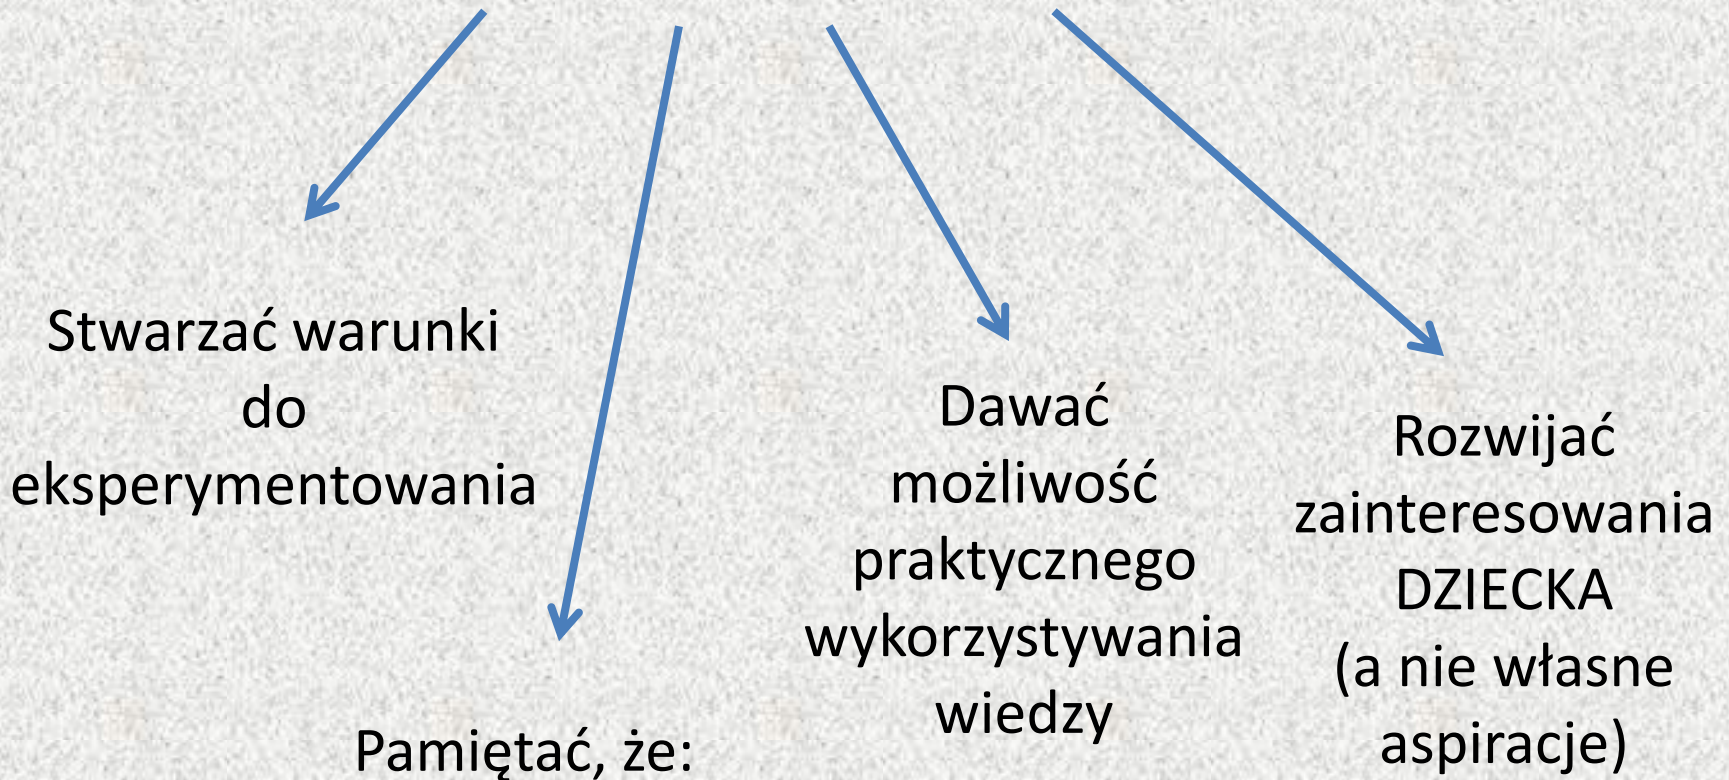 Stwarzać warunki
do
eksperymentowania
Pamiętać, że:
Dawać
możliwość
praktycznego
wykorzystywania
wiedzy
Rozwijać
zainteresowania
DZIECKA
(a nie własne
aspiracje)